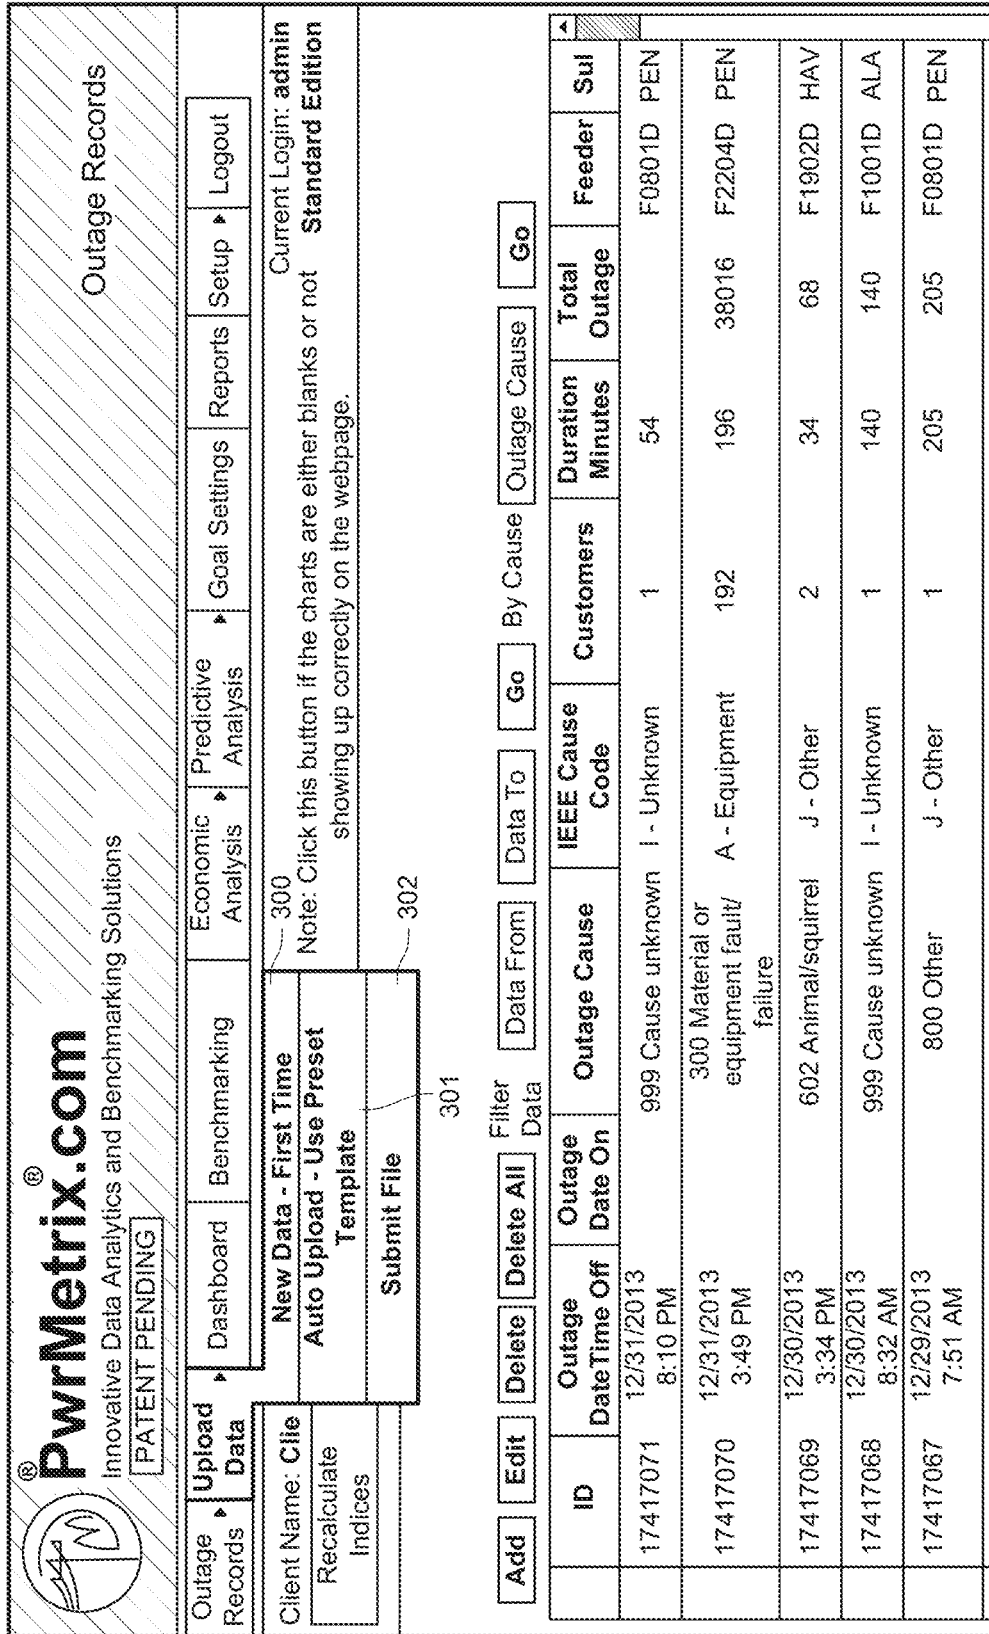 ® PwrMetrix.com ®
Innovative Data Analytics and Benchmarking Solutions
PATENT PENDING
Outage Records
Outage Records
Upload Data
Dashboard
Benchmarking
Economic Analysis
Predictive Analysis
Goal Settings
Reports
Setup
Logout
Client Name: Clie
Recalculate
Indices
New Data - First Time
Auto Upload - Use Preset
Template
Submit File
300
301
302
Note: Click this button if the charts are either blanks or not
showing up correctly on the webpage.
Current Login: admin
Standard Edition
Add Edit Delete Delete All Filter Data Data From Data To Go By Cause Outage Cause Go
ID | Outage DateTime Off | Outage Date On | Outage Cause | IEEE Cause Code | Customers | Duration Minutes | Total Outage | Feeder | Sul
17417071 12/31/2013 8:10 PM 999 Cause unknown I - Unknown 1 54 F0801D PEN
17417070 12/31/2013 3:49 PM 300 Material or equipment fault/ failure A - Equipment 192 196 38016 F2204D PEN
17417069 12/30/2013 3:34 PM 602 Animal/squirrel J - Other 2 34 68 F1902D HAV
17417068 12/30/2013 8:32 AM 999 Cause unknown I - Unknown 1 140 140 F1001D ALA
17417067 12/29/2013 7:51 AM 800 Other J - Other 1 205 205 F0801D PEN